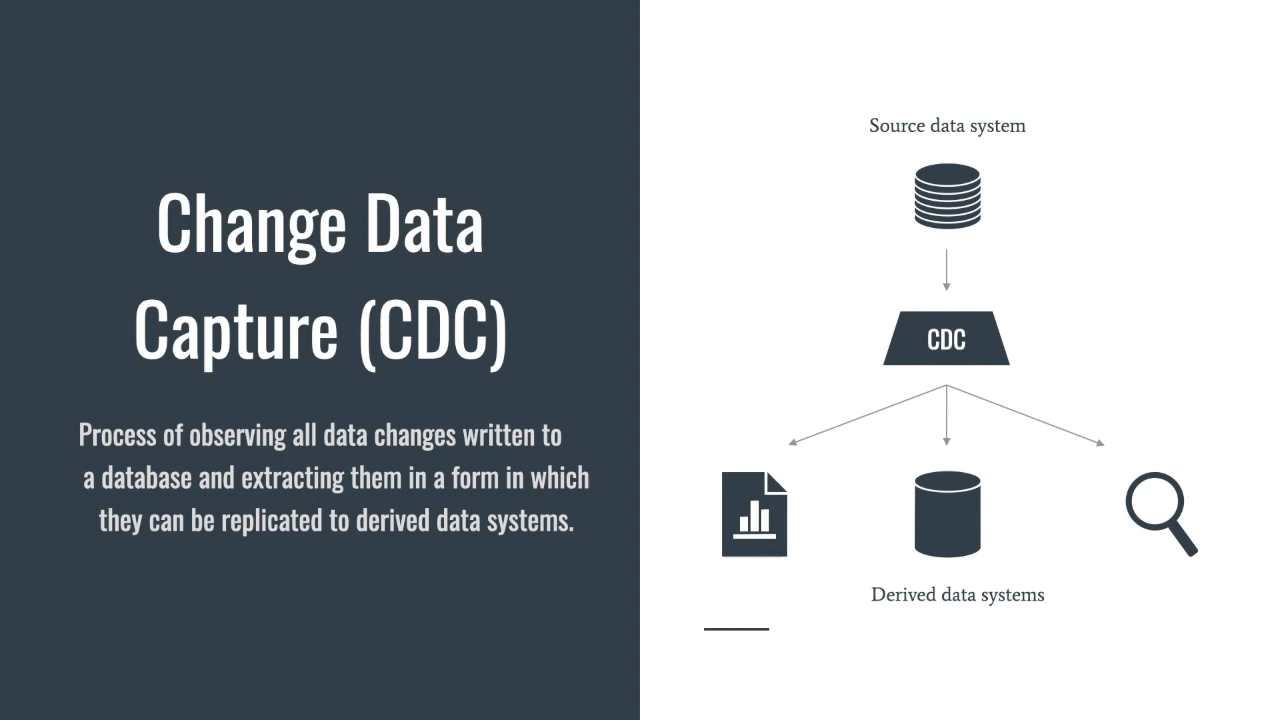 Change Data
Capture (CDC)
Process of observing all data changes written to
a database and extracting them in a form in which
they can be replicated to derived data systems.
Source data system
CDC
Derived data systems